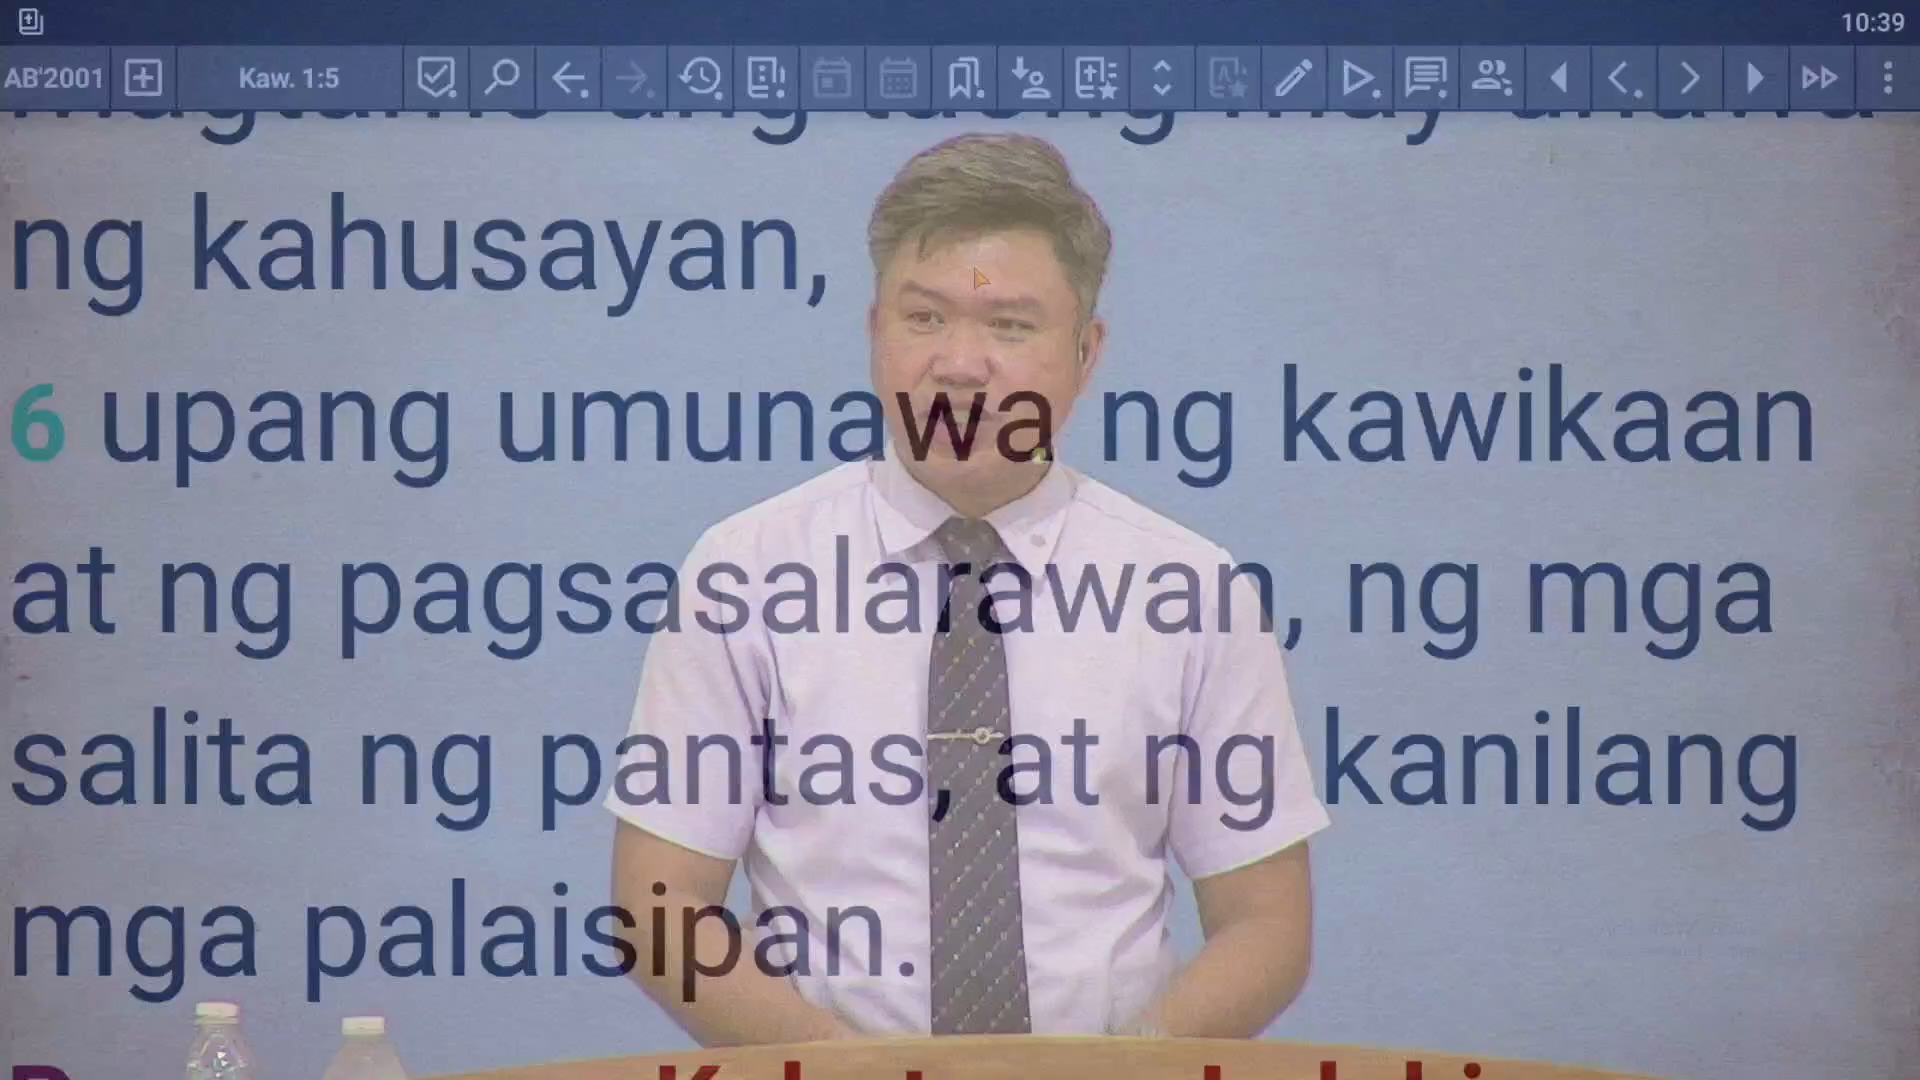 10:39
AB'2001 Kaw. 1:5
ng kahusayan,
6 upang umunawa ng kawikaan
at ng pagsasalarawan, ng mga
salita ng pantas, at ng kanilang
mga palaisipan.